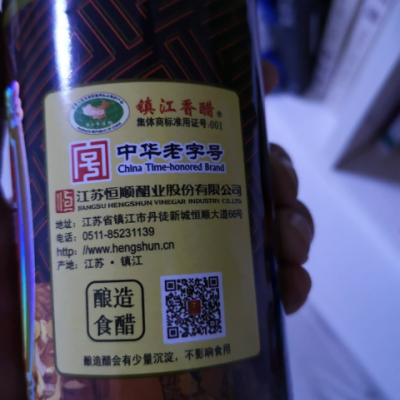 镇江香醋®
集体商标准用证号:001
中华老字号
China Time-honored Brand
江苏恒顺醋业股份有限公司
JIANGSU HENGSHUN VINEGAR INDUSTRY CO.,LTD.
地址：江苏省镇江市丹徒新城恒顺大道66号
电话：0511-85231139
http://www.hengshun.cn
产地：江苏·镇江
酿造
食醋
酿造醋会有少量沉淀，不影响食用